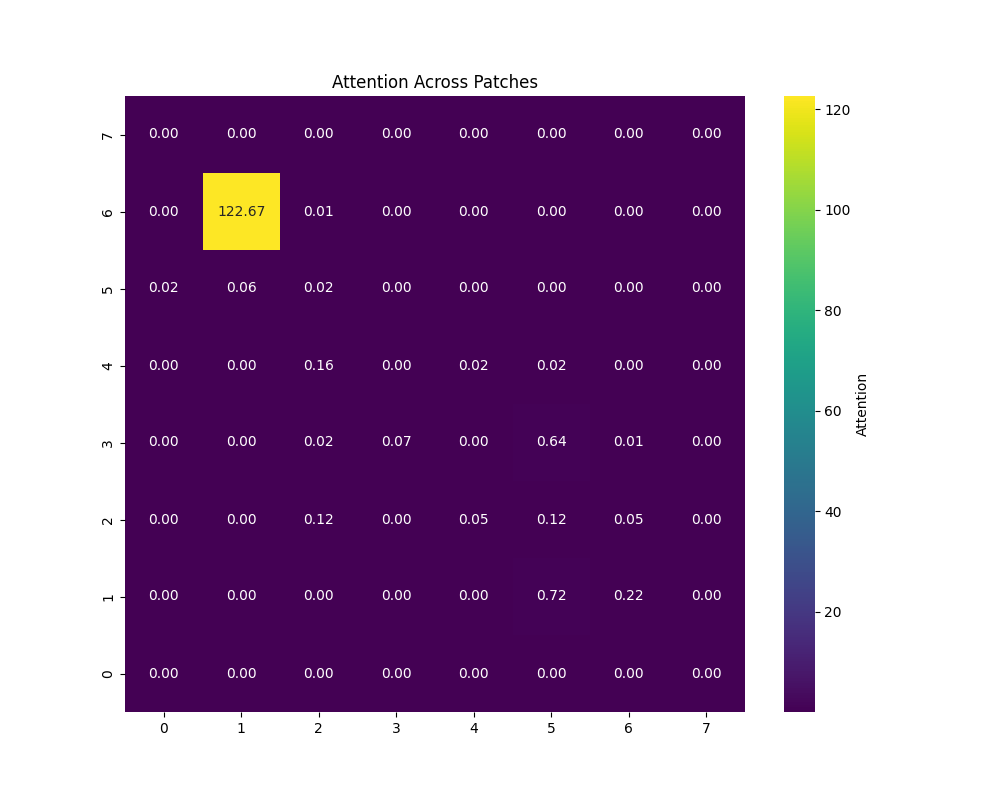 Attention Across Patches
7 0.00 0.00 0.00 0.00 0.00 0.00 0.00 0.00
6 0.00 122.67 0.01 0.00 0.00 0.00 0.00 0.00
5 0.02 0.06 0.02 0.00 0.00 0.00 0.00 0.00
4 0.00 0.00 0.16 0.00 0.02 0.02 0.00 0.00
3 0.00 0.00 0.02 0.07 0.00 0.64 0.01 0.00
2 0.00 0.00 0.12 0.00 0.05 0.12 0.05 0.00
1 0.00 0.00 0.00 0.00 0.00 0.72 0.22 0.00
0 0.00 0.00 0.00 0.00 0.00 0.00 0.00 0.00
0 1 2 3 4 5 6 7
120
100
80
60
40
20
Attention